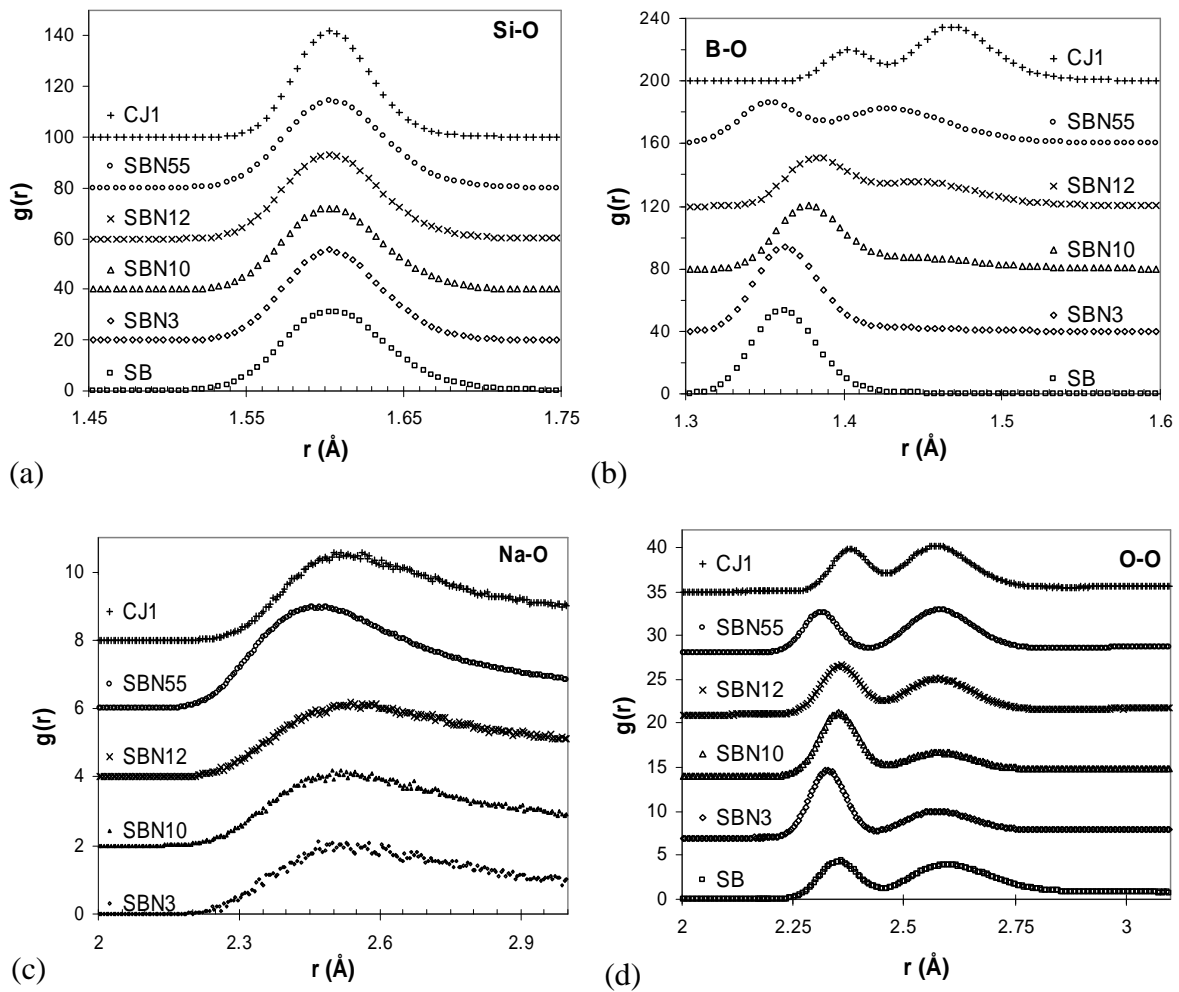 Si-O
140
120
100
80
60
40
20
0
g(r)
CJ1
SBN55
SBN12
SBN10
SBN3
SB
1.45
1.55
1.65
1.75
r (Å)
(a)
B-O
240
200
160
120
80
40
0
g(r)
CJ1
SBN55
SBN12
SBN10
SBN3
SB
1.3
1.4
1.5
1.6
r (Å)
(b)
Na-O
10
8
6
4
2
0
g(r)
CJ1
SBN55
SBN12
SBN10
SBN3
2
2.3
2.6
2.9
r (Å)
(c)
O-O
40
35
30
25
20
15
10
5
0
g(r)
CJ1
SBN55
SBN12
SBN10
SBN3
SB
2
2.25
2.5
2.75
3
r (Å)
(d)